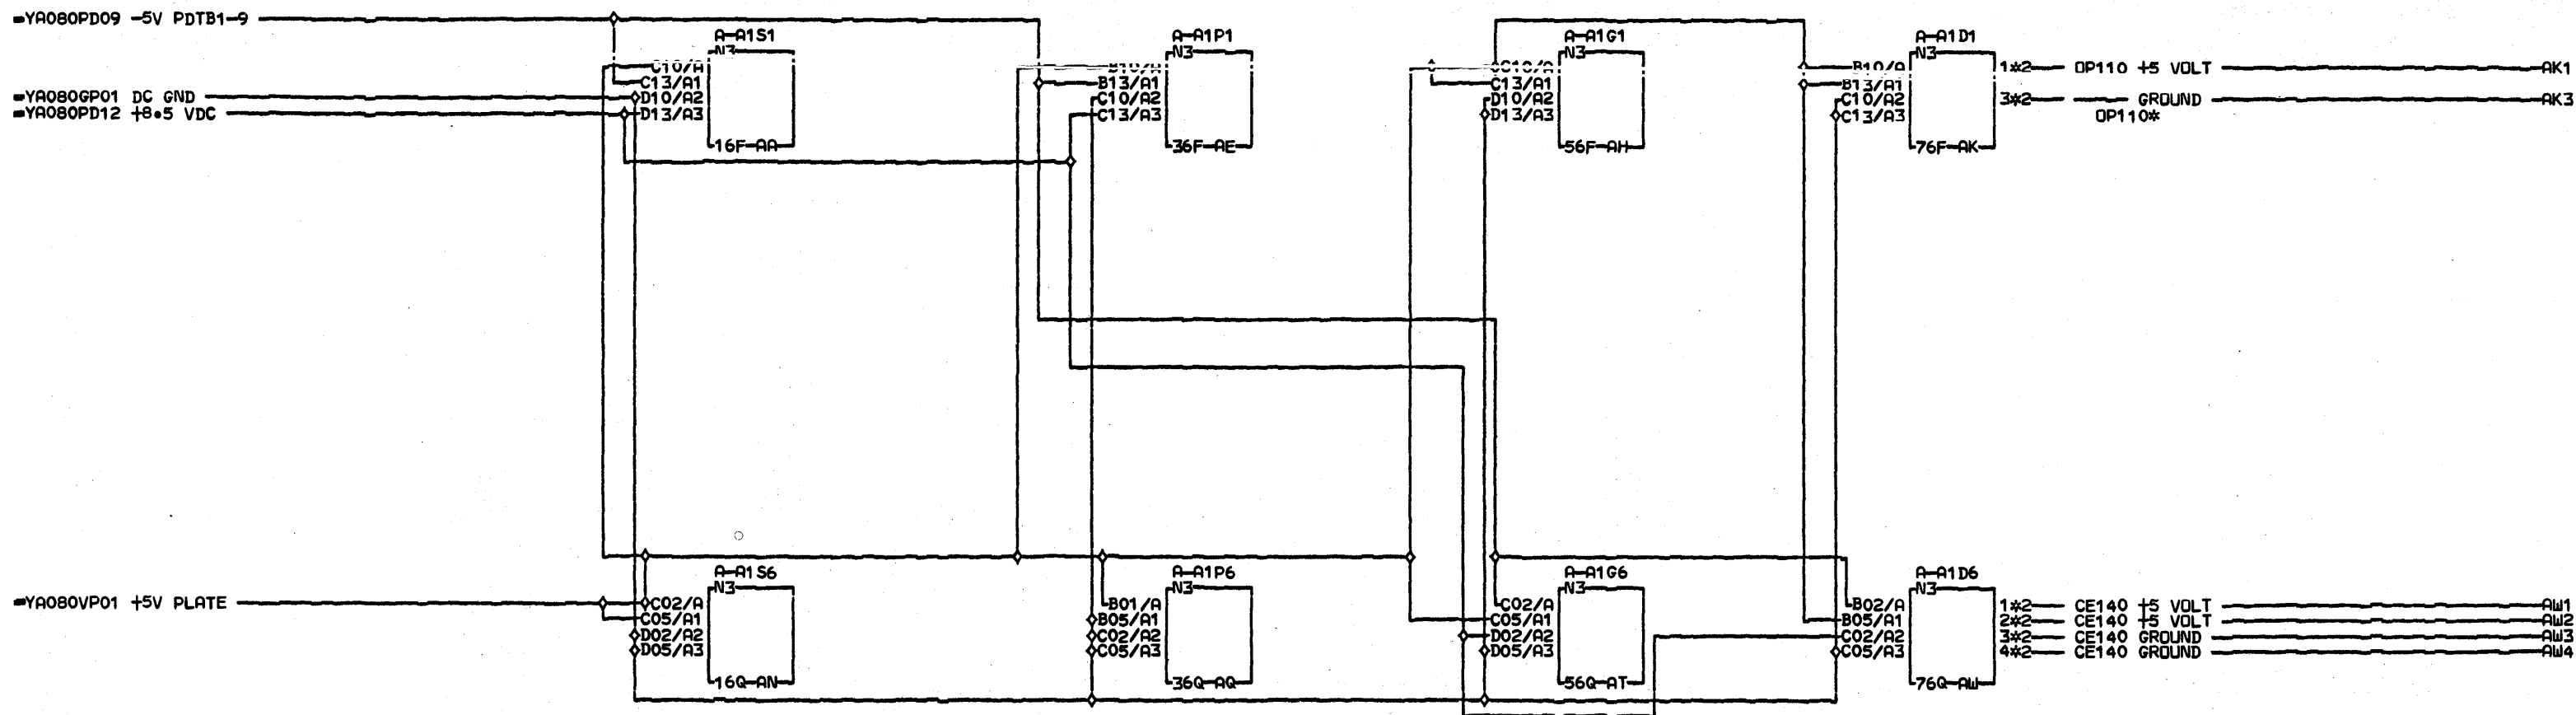 YA080PD09 -5V PDTB1-9
YA080GP01 DC GND
YA080PD12 +8.5 VDC
A-A1S1
N3
C10/A
C13/A1
D10/A2
D13/A3
16F-AA
A-A1P1
N3
B10/A
B13/A1
C10/A2
C13/A3
36F-AE
A-A1G1
N3
C10/A
C13/A1
D10/A2
D13/A3
56F-AH
A-A1D1
N3
B10/A
B13/A1
C10/A2
C13/A3
76F-AK
1*2 OP110 +5 VOLT AK1
3*2 GROUND AK3
OP110*
YA080VP01 +5V PLATE
A-A1S6
N3
C02/A
C05/A1
D02/A2
D05/A3
16Q-AN
A-A1P6
N3
B01/A
B05/A1
C02/A2
C05/A3
36Q-AQ
A-A1G6
N3
C02/A
C05/A1
D02/A2
D05/A3
56Q-AT
A-A1D6
N3
B02/A
B05/A1
C02/A2
C05/A3
76Q-AW
1*2 CE140 +5 VOLT AW1
2*2 CE140 +5 VOLT AW2
3*2 CE140 GROUND AW3
4*2 CE140 GROUND AW4